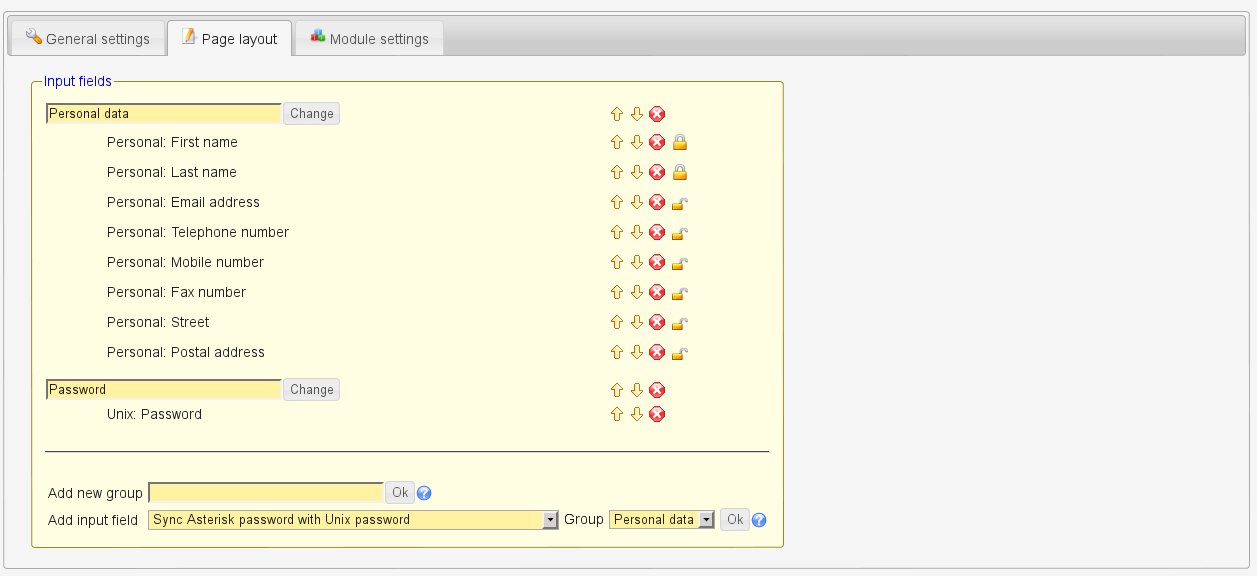 General settings Page layout Module settings
Input fields
Personal data Change
Personal: First name
Personal: Last name
Personal: Email address
Personal: Telephone number
Personal: Mobile number
Personal: Fax number
Personal: Street
Personal: Postal address
Password Change
Unix: Password
Add new group Ok
Add input field Sync Asterisk password with Unix password Group Personal data Ok